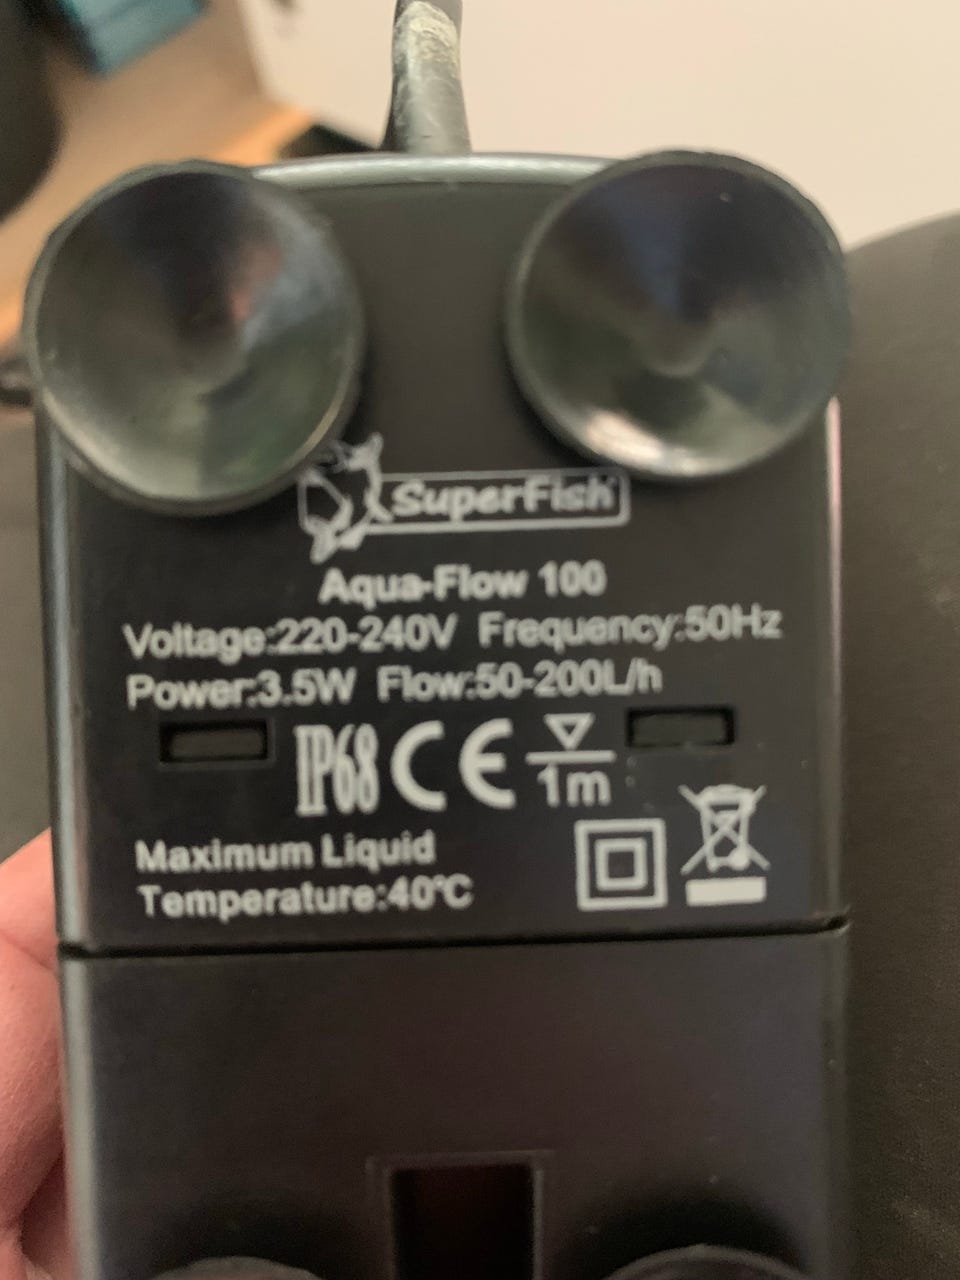 SuperFish
Aqua-Flow 100
Voltage:220-240V Frequency:50Hz
Power:3.5W Flow:50-200L/h
IP68 CE 1m
Maximum Liquid
Temperature:40℃